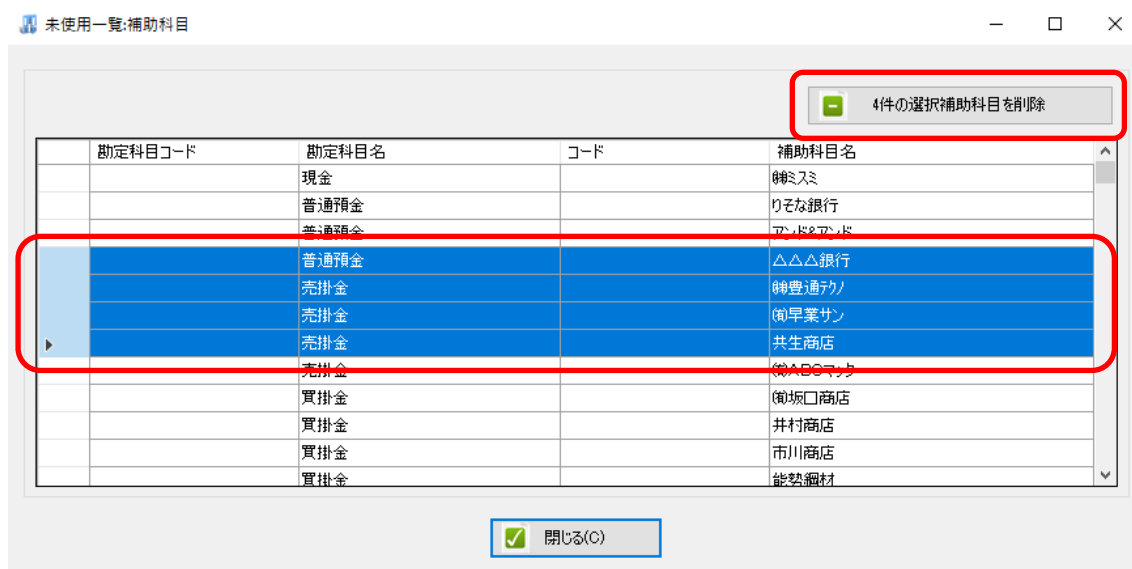 未使用一覧:補助科目
4件の選択補助科目を削除
勘定科目コード 勘定科目名 コード 補助科目名
現金 ㈱ミスミ
普通預金 りそな銀行
普通預金 アンド&アンド
普通預金 △△△銀行
売掛金 ㈱豊通テクノ
売掛金 ㈲早業サン
売掛金 共生商店
売掛金 ㈲ABCマック
買掛金 ㈲坂口商店
買掛金 井村商店
買掛金 市川商店
買掛金 能勢鋼材
閉じる(C)